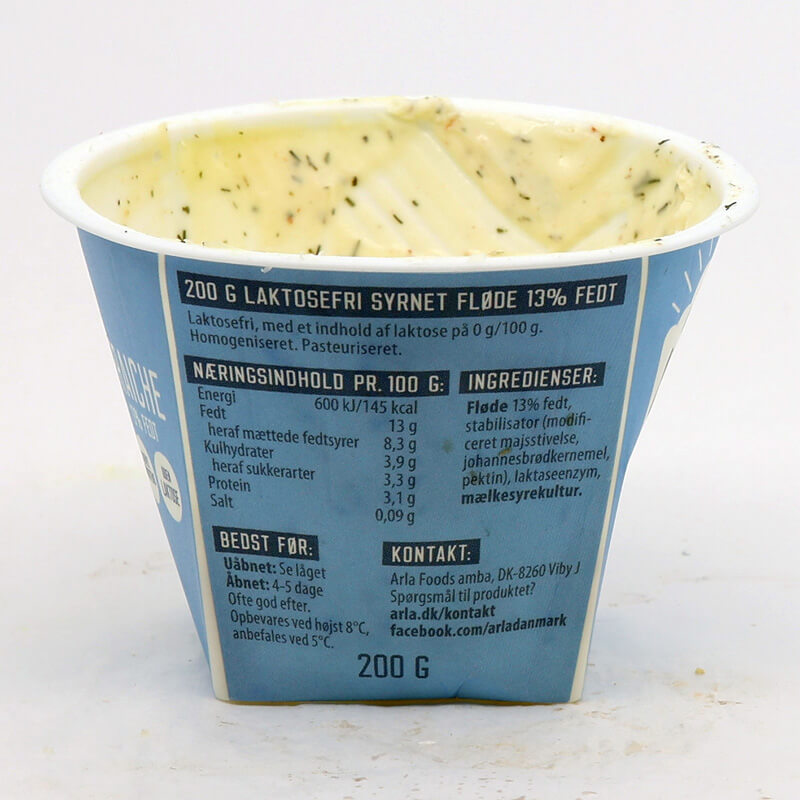 200 G LAKTOSEFRI SYRNET FLØDE 13% FEDT
Laktosefri, med et indhold af laktose på 0 g/100 g.
Homogeniseret. Pasteuriseret.
NÆRINGSINDHOLD PR. 100 G:
Energi 600 kJ/145 kcal
Fedt 13 g
heraf mættede fedtsyrer 8,3 g
Kulhydrater 3,9 g
heraf sukkerarter 3,3 g
Protein 3,1 g
Salt 0,09 g
INGREDIENSER:
Fløde 13% fedt,
stabilisator (modifi-
ceret majsstivelse,
johannesbrødkernemel,
pektin), laktaseenzym,
mælkesyrekultur.
BEDST FØR:
Uåbnet: Se låget
Åbnet: 4-5 dage
Ofte god efter.
Opbevares ved højst 8°C,
anbefales ved 5°C.
KONTAKT:
Arla Foods amba, DK-8260 Viby J
Spørgsmål til produktet?
arla.dk/kontakt
facebook.com/arladanmark
200 G
FEDT
UDEN
LAKTOSE